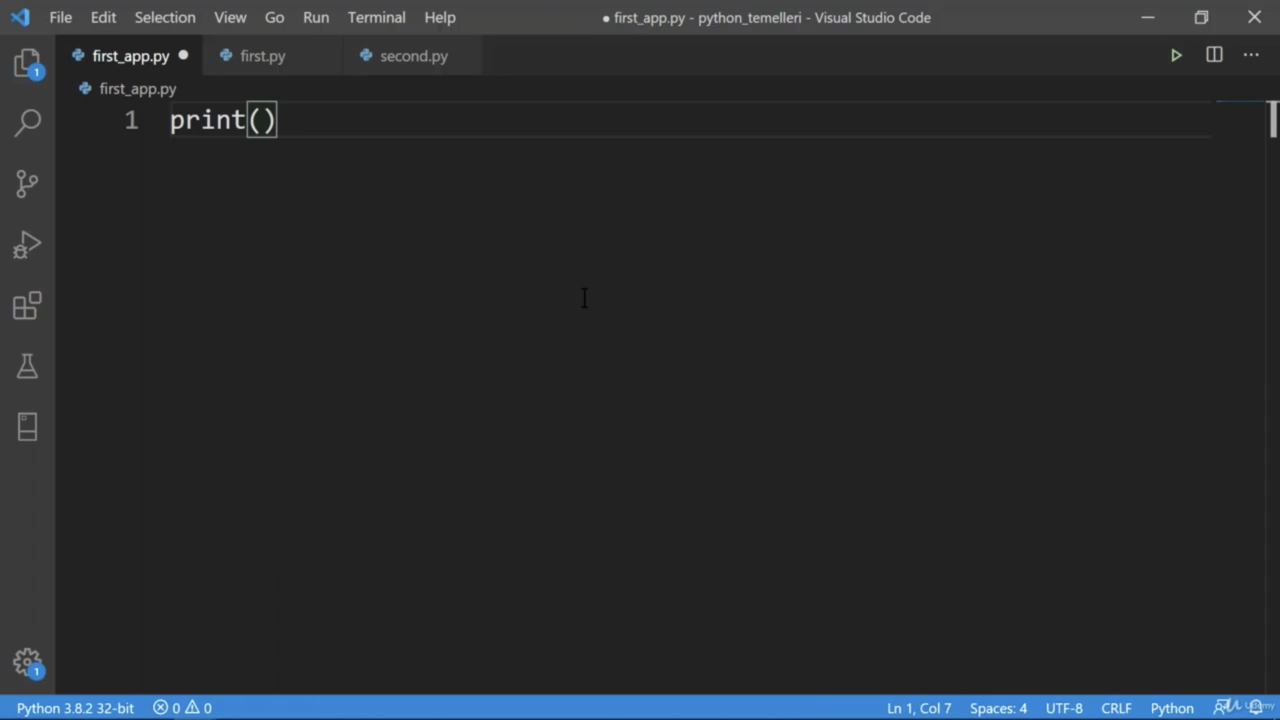 File Edit Selection View Go Run Terminal Help ● first_app.py - python_temelleri - Visual Studio Code
first_app.py ● first.py second.py
1
first_app.py
1 print()
1
Python 3.8.2 32-bit 0 0 Ln 1, Col 7 Spaces: 4 UTF-8 CRLF Python Udemy